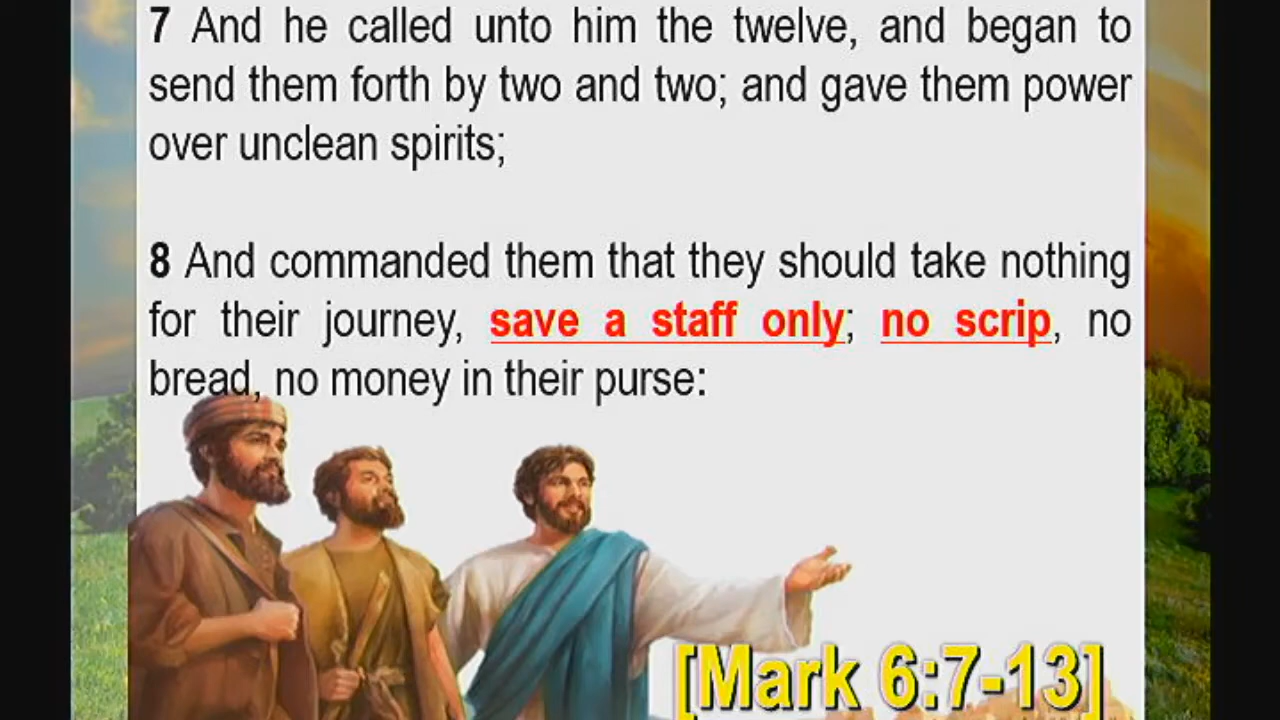 7 And he called unto him the twelve, and began to
send them forth by two and two; and gave them power
over unclean spirits;
8 And commanded them that they should take nothing
for their journey, save a staff only; no scrip, no
bread, no money in their purse:
[Mark 6:7-13]